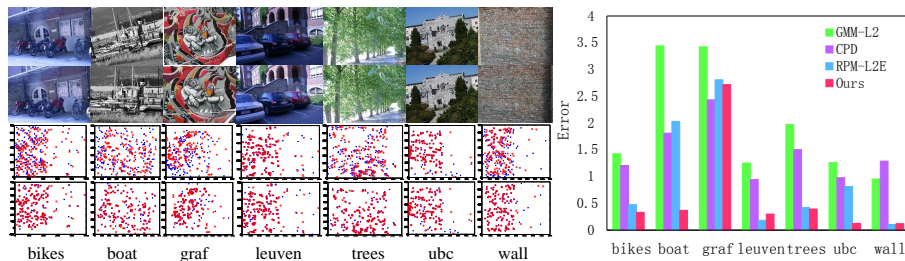 bikes boat graf leuven trees ubc wall
Error
4
3.5
3
2.5
2
1.5
1
0.5
0
GMM-L2
CPD
RPM-L2E
Ours
bikes boat graf leuven trees ubc wall